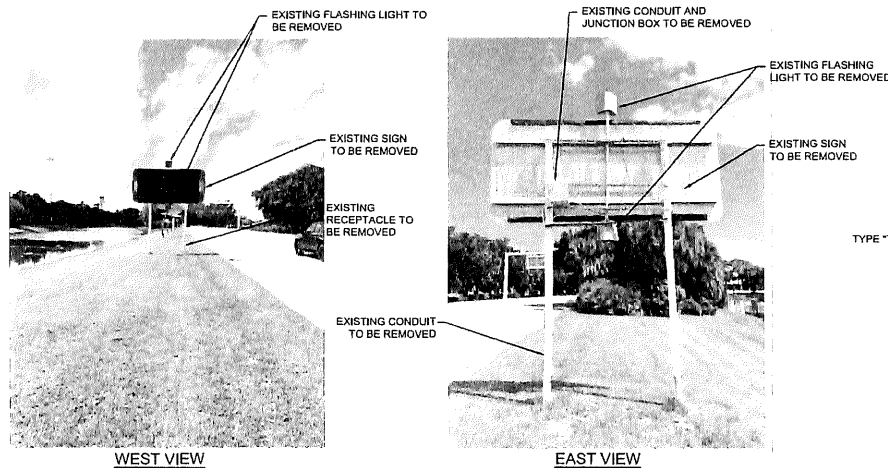 EXISTING FLASHING LIGHT TO
BE REMOVED
EXISTING SIGN
TO BE REMOVED
EXISTING
RECEPTACLE TO
BE REMOVED
WEST VIEW
EXISTING CONDUIT AND
JUNCTION BOX TO BE REMOVED
EXISTING FLASHING
LIGHT TO BE REMOVED
EXISTING SIGN
TO BE REMOVED
TYPE "
EXISTING CONDUIT
TO BE REMOVED
EAST VIEW